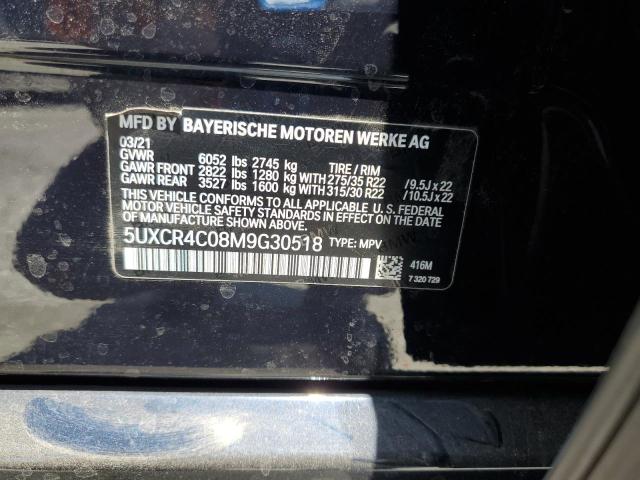 MFD BY BAYERISCHE MOTOREN WERKE AG
03/21
GVWR 6052 lbs 2745 kg TIRE / RIM
GAWR FRONT 2822 lbs 1280 kg WITH 275/35 R22 / 9.5J x 22
GAWR REAR 3527 lbs 1600 kg WITH 315/30 R22 / 10.5J x 22
THIS VEHICLE CONFORMS TO ALL APPLICABLE U.S. FEDERAL
MOTOR VEHICLE SAFETY STANDARDS IN EFFECT ON THE DATE
OF MANUFACTURE SHOWN ABOVE.
5UXCR4C08M9G30518 TYPE: MPV
416M
7 320 729